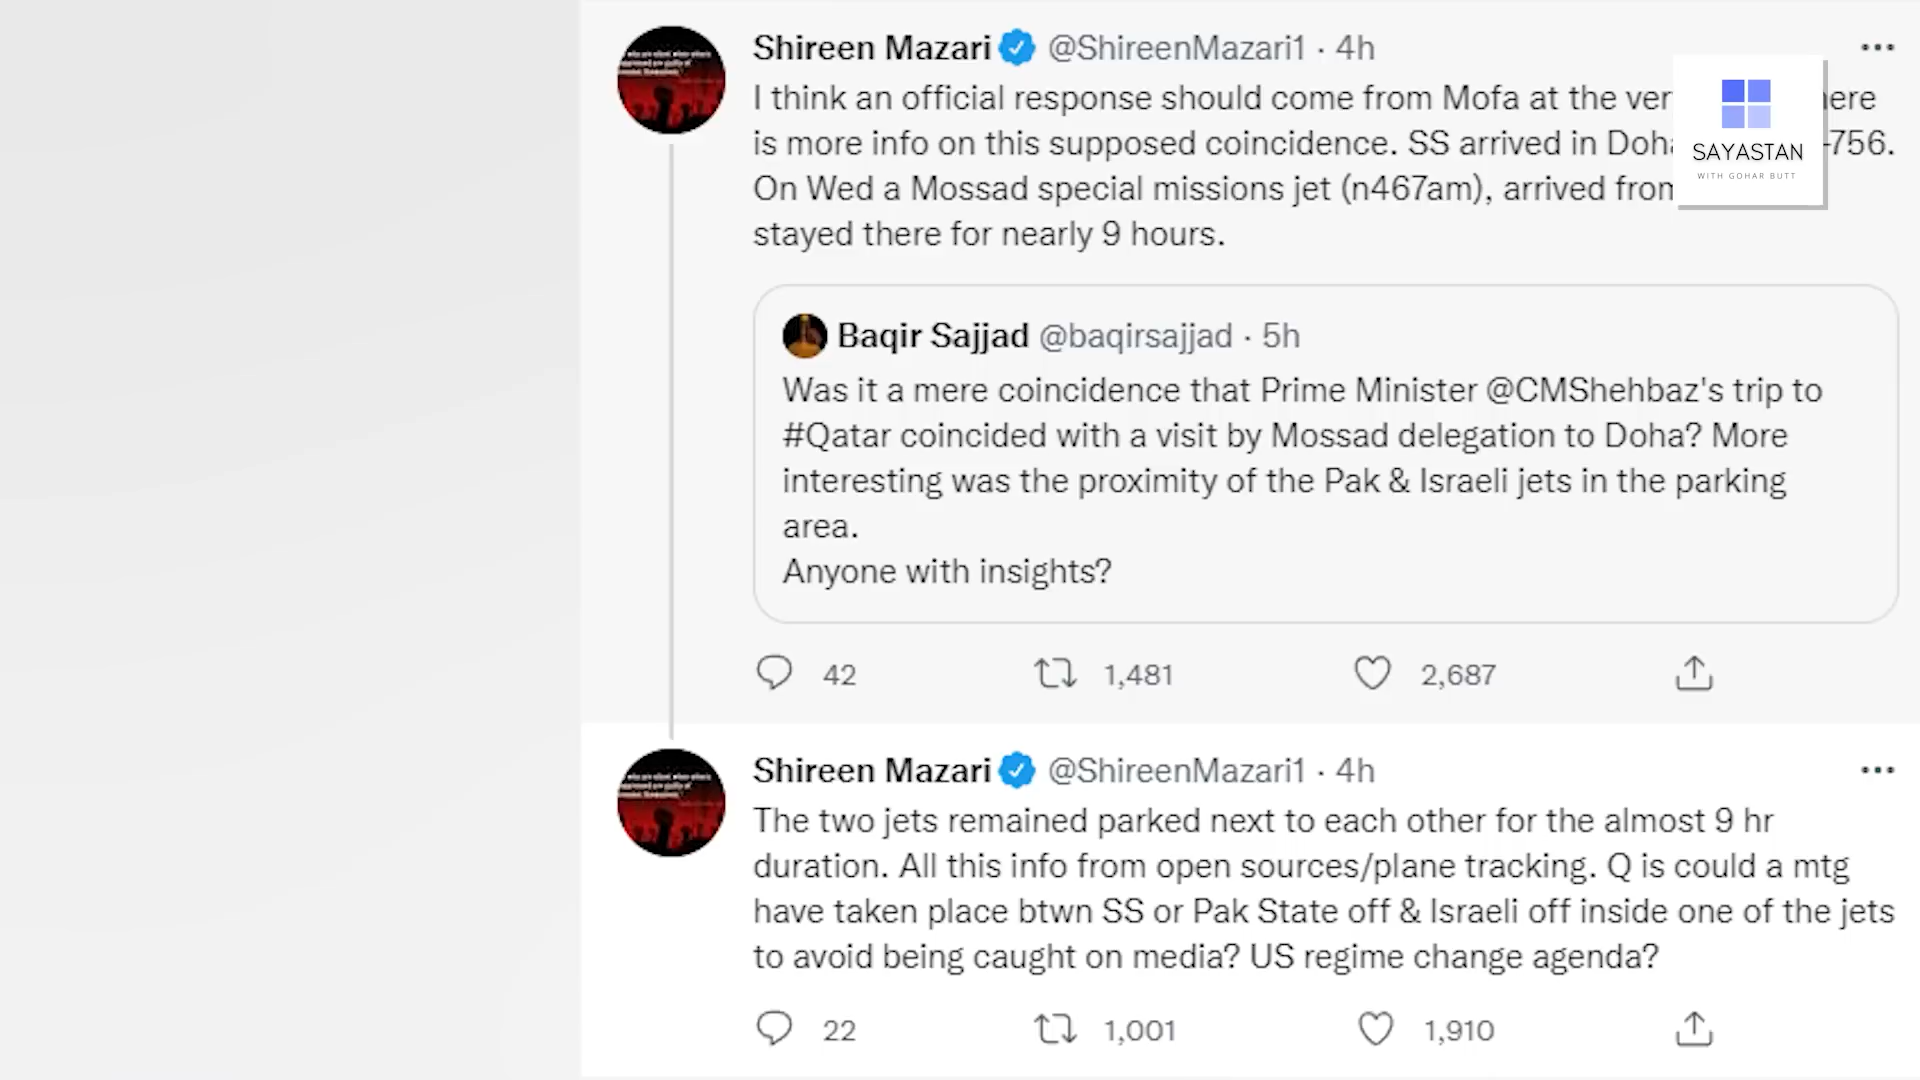 Shireen Mazari @ShireenMazari1 · 4h
I think an official response should come from Mofa at the
is more info on this supposed coincidence. SS arrived in 756.
On Wed a Mossad special missions jet (n467am), arrived from
stayed there for nearly 9 hours.
SAYASTAN
WITH GOHAR BUTT
Baqir Sajjad @baqirsajjad · 5h
Was it a mere coincidence that Prime Minister @CMShehbaz's trip to
#Qatar coincided with a visit by Mossad delegation to Doha? More
interesting was the proximity of the Pak & Israeli jets in the parking
area.
Anyone with insights?
42 1,481 2,687
Shireen Mazari @ShireenMazari1 · 4h
The two jets remained parked next to each other for the almost 9 hr
duration. All this info from open sources/plane tracking. Q is could a mtg
have taken place btwn SS or Pak State off & Israeli off inside one of the jets
to avoid being caught on media? US regime change agenda?
22 1,001 1,910